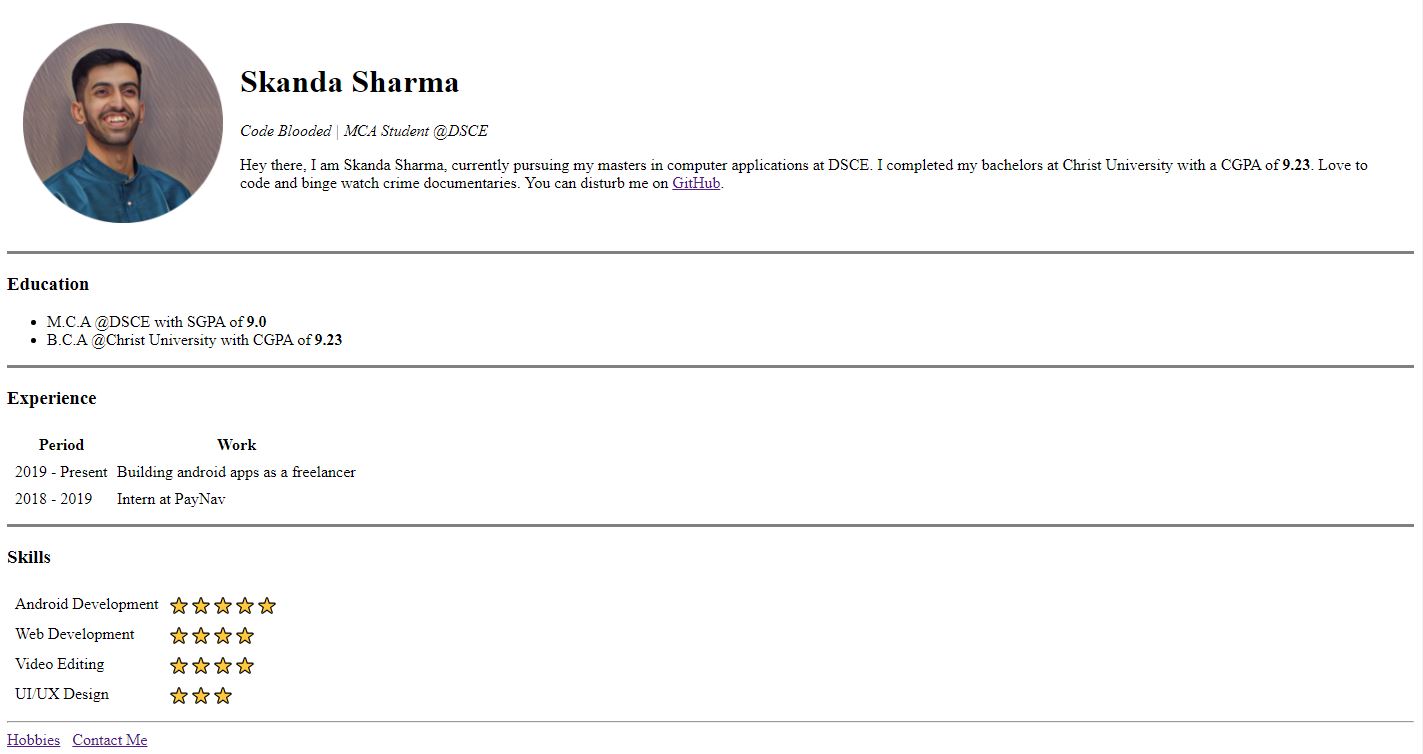 Skanda Sharma
Code Blooded | MCA Student @DSCE
Hey there, I am Skanda Sharma, currently pursuing my masters in computer applications at DSCE. I completed my bachelors at Christ University with a CGPA of 9.23. Love to
code and binge watch crime documentaries. You can disturb me on GitHub.
Education
• M.C.A @DSCE with SGPA of 9.0
• B.C.A @Christ University with CGPA of 9.23
Experience
Period Work
2019 - Present Building android apps as a freelancer
2018 - 2019 Intern at PayNav
Skills
Android Development
Web Development
Video Editing
UI/UX Design
Hobbies Contact Me